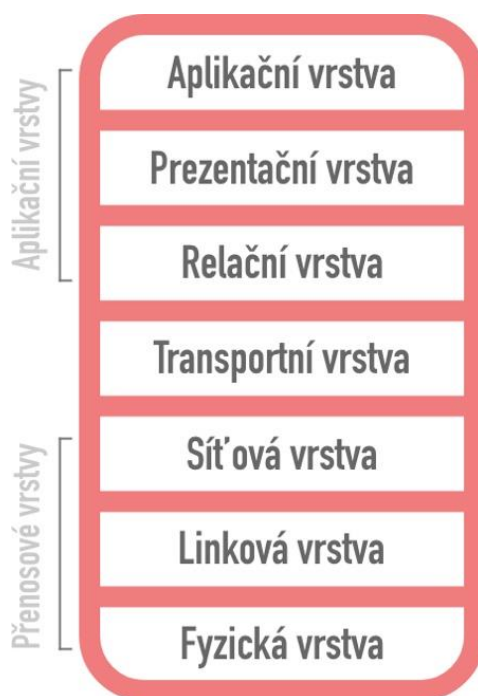 Aplikační vrstvy
Aplikační vrstva
Prezentační vrstva
Relační vrstva
Transportní vrstva
Přenosové vrstvy
Síťová vrstva
Linková vrstva
Fyzická vrstva